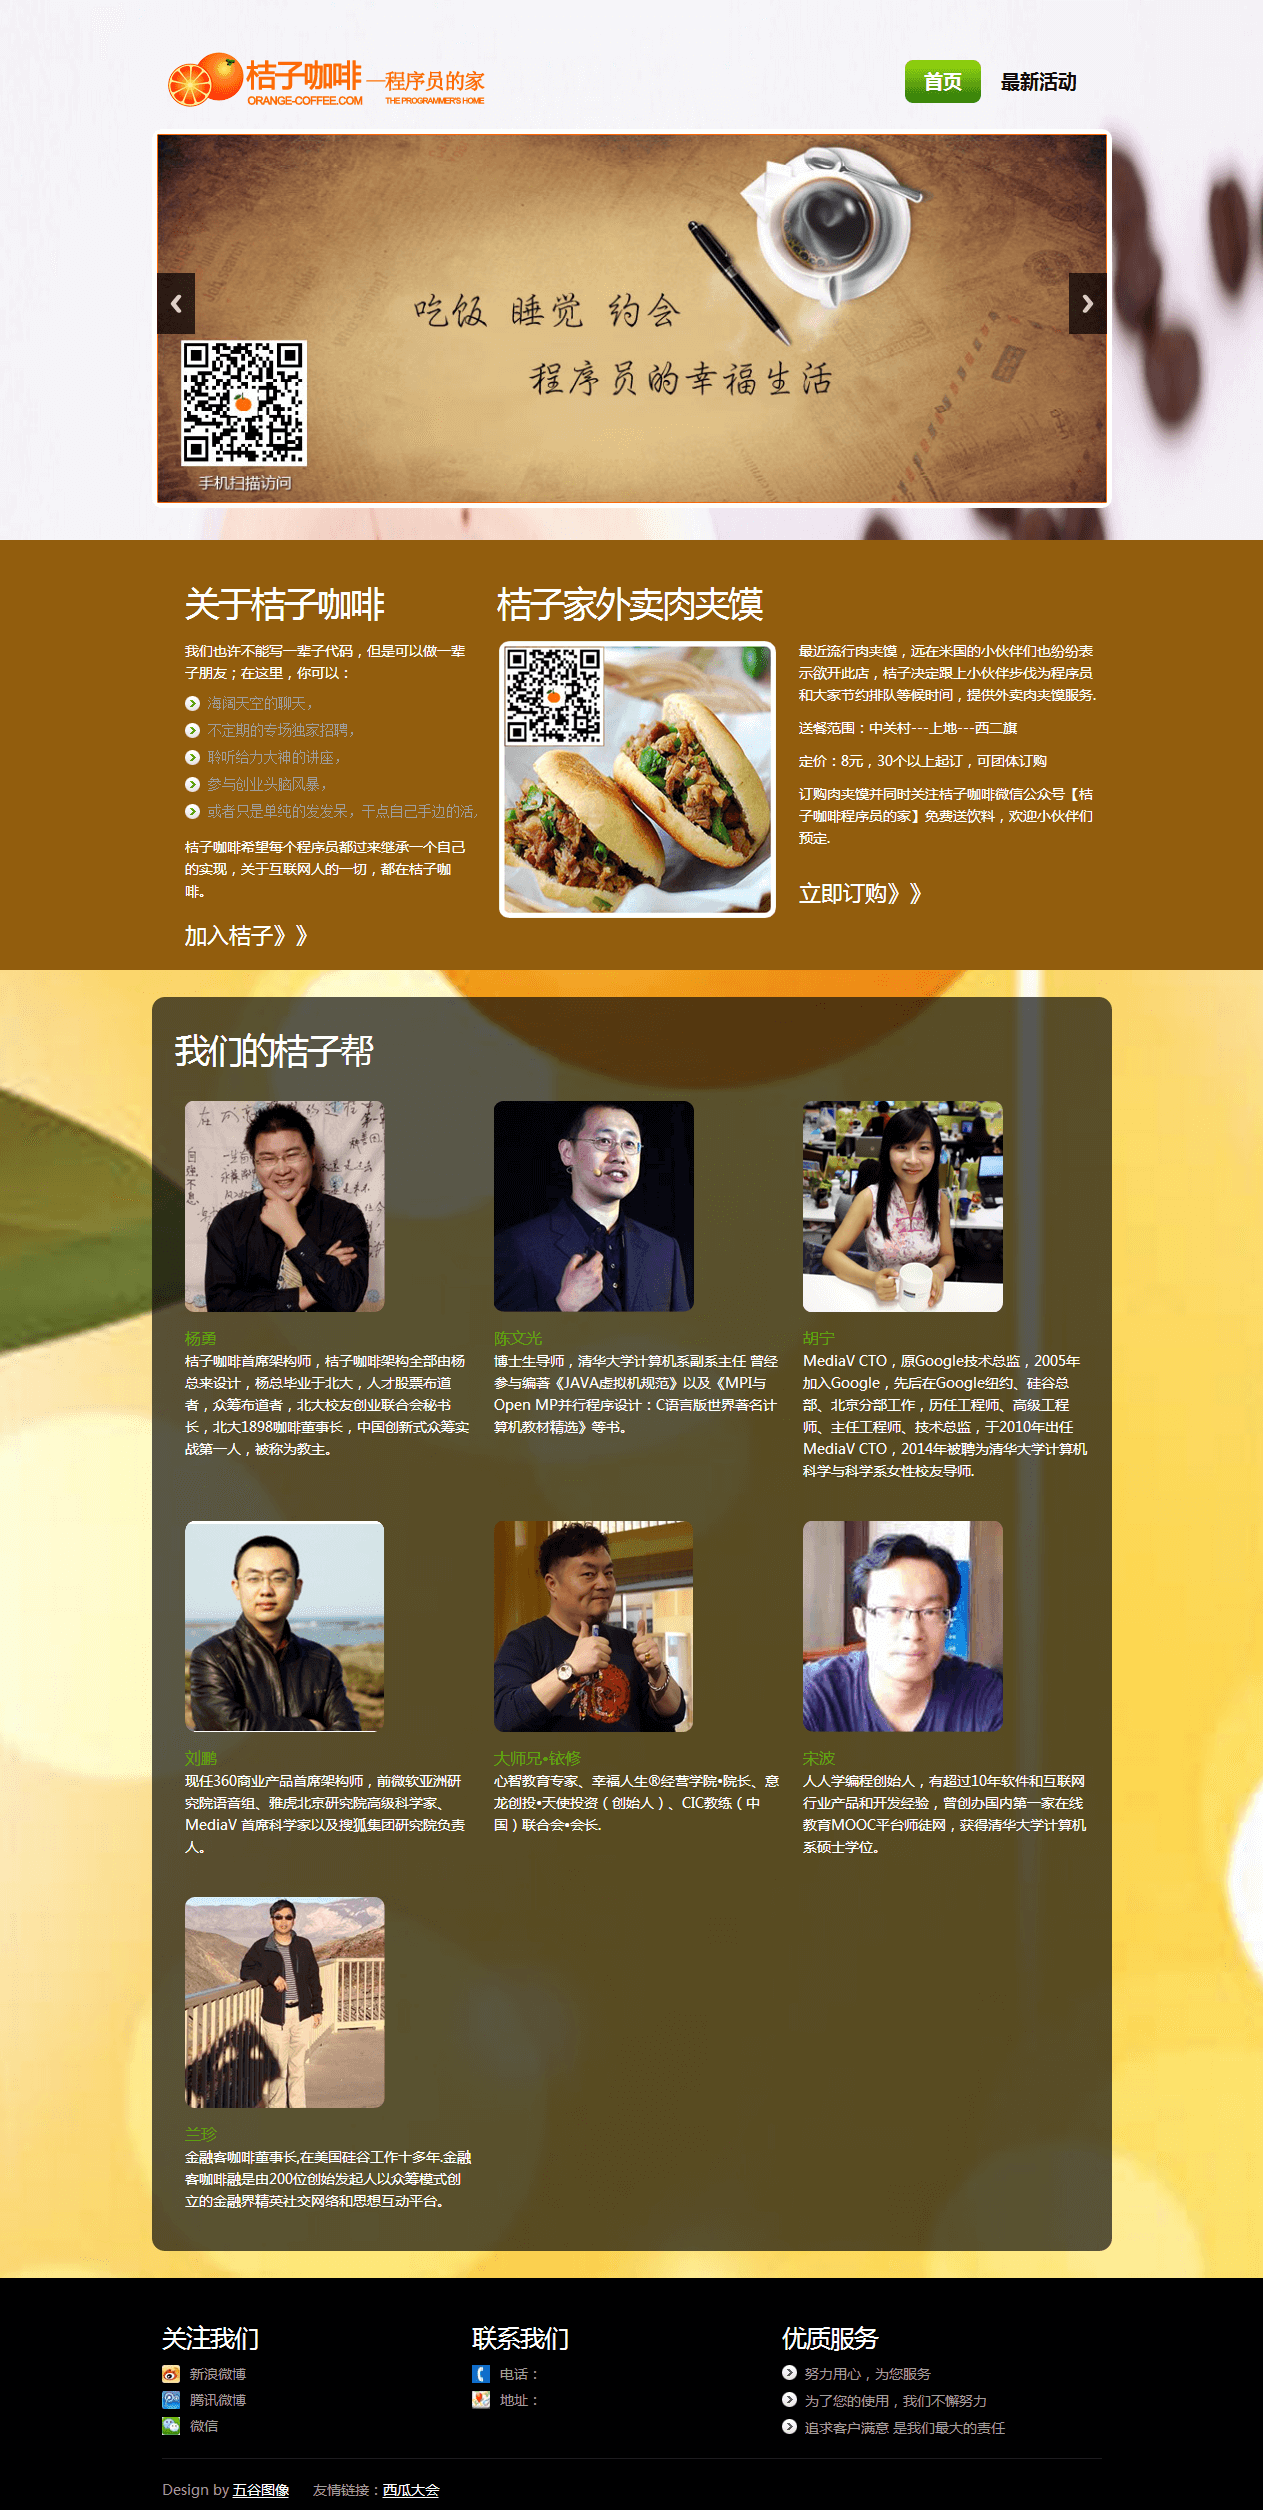 桔子咖啡—程序员的家
ORANGE-COFFEE.COM THE PROGRAMMER'S HOME
首页 最新活动
吃饭 睡觉 约会
程序员的幸福生活
手机扫描访问
关于桔子咖啡
我们也许不能写一辈子代码，但是可以做一辈
子朋友；在这里，你可以：
海阔天空的聊天，
不定期的专场独家招聘，
聆听给力大神的讲座，
参与创业头脑风暴，
或者只是单纯的发发呆，干点自己手边的活，
桔子咖啡希望每个程序员都过来继承一个自己
的实现，关于互联网人的一切，都在桔子咖
啡。
加入桔子》》
桔子家外卖肉夹馍
最近流行肉夹馍，远在米国的小伙伴们也纷纷表
示欲开此店，桔子决定跟上小伙伴步伐为程序员
和大家节约排队等候时间，提供外卖肉夹馍服务.
送餐范围：中关村---上地---西二旗
定价：8元，30个以上起订，可团体订购
订购肉夹馍并同时关注桔子咖啡微信公众号【桔
子咖啡程序员的家】免费送饮料，欢迎小伙伴们
预定.
立即订购》》
我们的桔子帮
杨勇
桔子咖啡首席架构师，桔子咖啡架构全部由杨
总来设计，杨总毕业于北大，人才股票布道
者，众筹布道者，北大校友创业联合会秘书
长，北大1898咖啡董事长，中国创新式众筹实
战第一人，被称为教主。
陈文光
博士生导师，清华大学计算机系副系主任 曾经
参与编著《JAVA虚拟机规范》以及《MPI与
Open MP并行程序设计：C语言版世界著名计
算机教材精选》等书。
胡宁
MediaV CTO，原Google技术总监，2005年
加入Google，先后在Google纽约、硅谷总
部、北京分部工作，历任工程师、高级工程
师、主任工程师、技术总监，于2010年出任
MediaV CTO，2014年被聘为清华大学计算机
科学与科学系女性校友导师.
刘鹏
现任360商业产品首席架构师，前微软亚洲研
究院语音组、雅虎北京研究院高级科学家、
MediaV 首席科学家以及搜狐集团研究院负责
人。
大师兄•铱修
心智教育专家、幸福人生®经营学院•院长、意
龙创投•天使投资（创始人）、CIC教练（中
国）联合会•会长.
宋波
人人学编程创始人，有超过10年软件和互联网
行业产品和开发经验，曾创办国内第一家在线
教育MOOC平台师徒网，获得清华大学计算机
系硕士学位。
兰珍
金融客咖啡董事长,在美国硅谷工作十多年.金融
客咖啡融是由200位创始发起人以众筹模式创
立的金融界精英社交网络和思想互动平台。
关注我们
新浪微博
腾讯微博
微信
联系我们
电话：
地址：
优质服务
努力用心，为您服务
为了您的使用，我们不懈努力
追求客户满意 是我们最大的责任
Design by 五谷图像 友情链接：西瓜大会